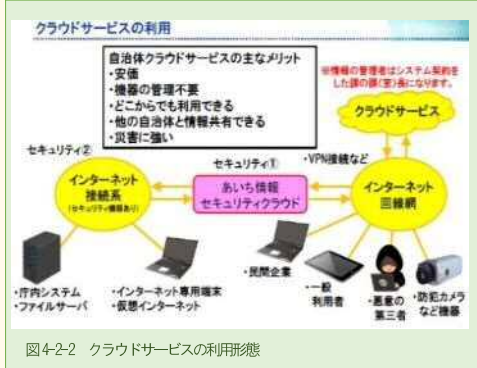 クラウドサービスの利用
自治体クラウドサービスの主なメリット
・安価
・機器の管理不要
・どこからでも利用できる
・他の自治体と情報共有できる
・災害に強い
※情報の管理者はシステム契約を
した課の課(室)長になります。
クラウドサービス
セキュリティ②
セキュリティ①
・VPN接続など
インターネット
接続系
(セキュリティ機器あり)
あいち情報
セキュリティクラウド
インターネット
回線網
・庁内システム
・ファイルサーバ
・インターネット専用端末
・仮想インターネット
・民間企業
・一般
利用者
・悪意の
第三者
・防犯カメラ
など機器
図4-2-2 クラウドサービスの利用形態